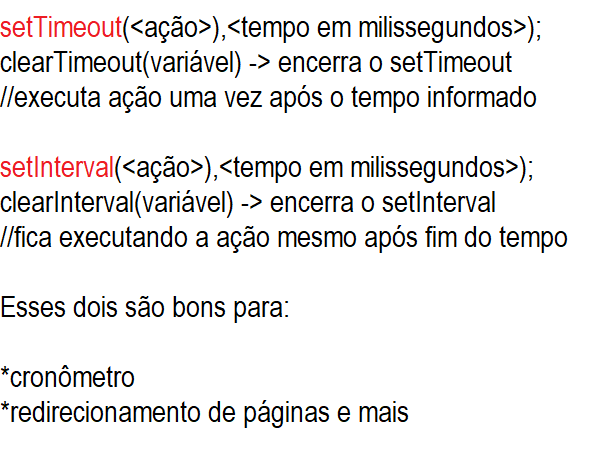 setTimeout(<ação>),<tempo em milissegundos>);
clearTimeout(variável) -> encerra o setTimeout
//executa ação uma vez após o tempo informado
setInterval(<ação>),<tempo em milissegundos>);
clearInterval(variável) -> encerra o setInterval
//fica executando a ação mesmo após fim do tempo
Esses dois são bons para:
*cronômetro
*redirecionamento de páginas e mais